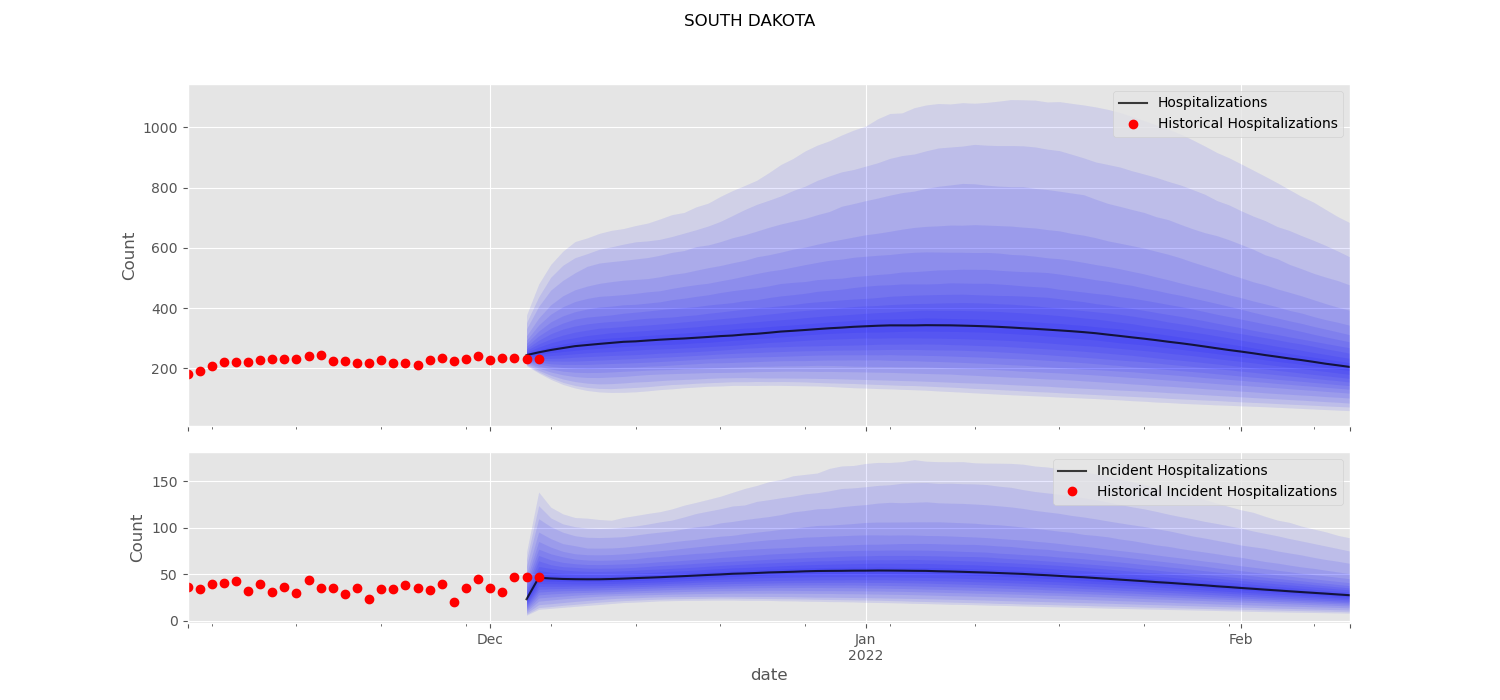 SOUTH DAKOTA
Hospitalizations
Historical Hospitalizations
1000
800
600
400
200
Count
Incident Hospitalizations
Historical Incident Hospitalizations
150
100
50
0
Count
Dec
Jan
2022
Feb
date